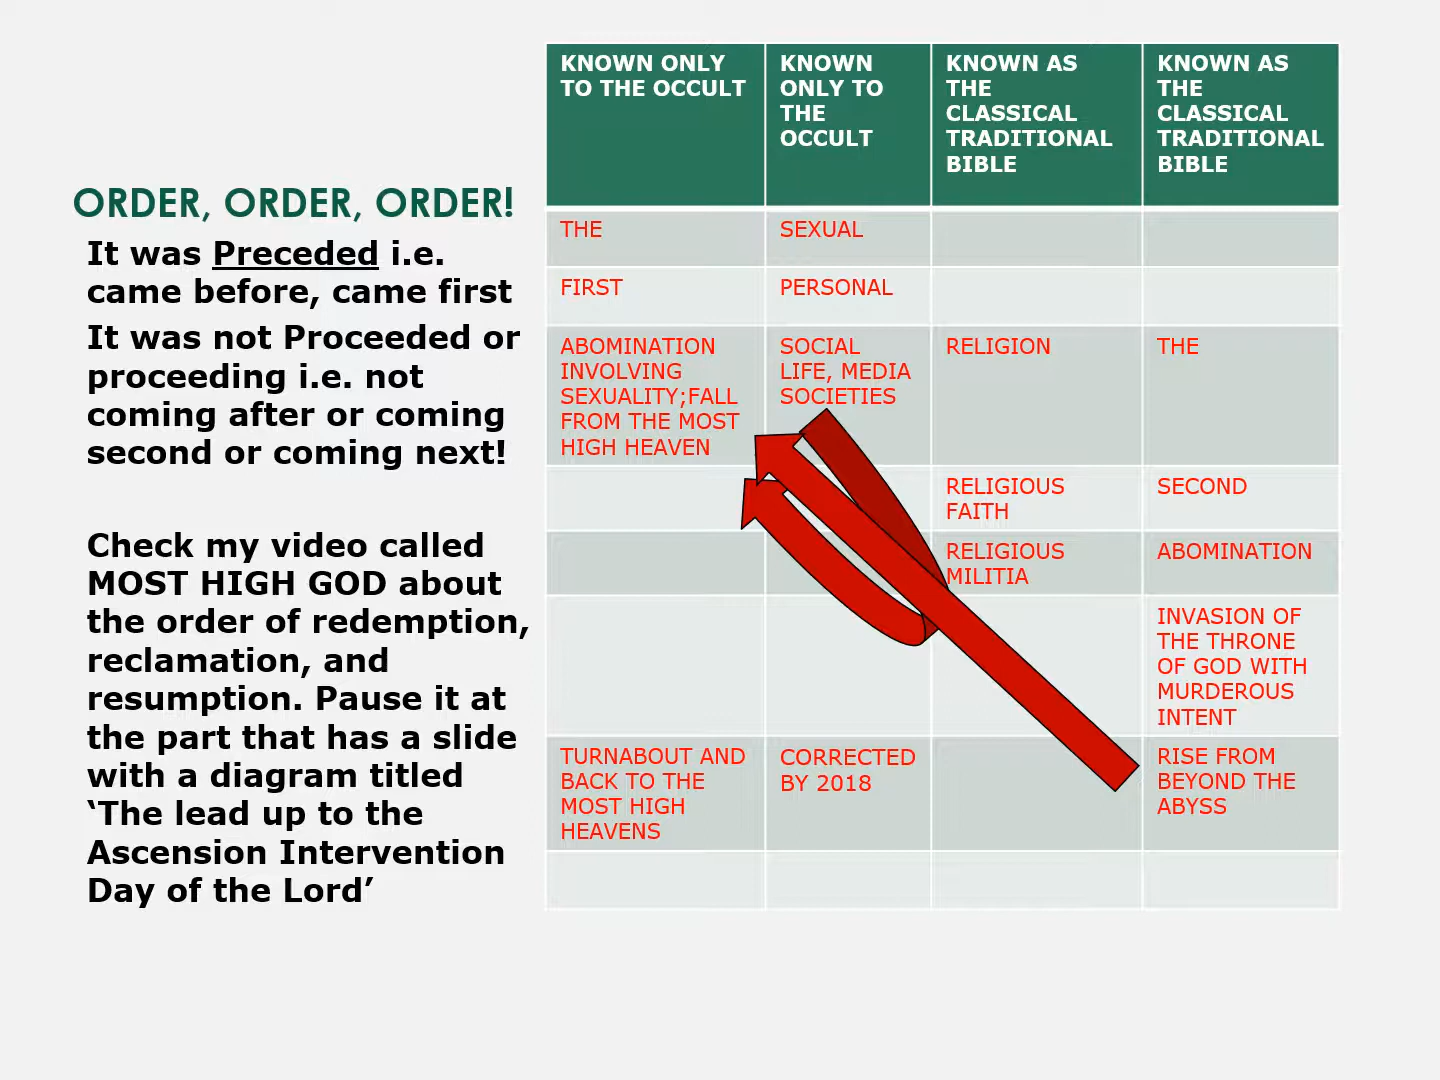 ORDER, ORDER, ORDER!
It was Preceded i.e.
came before, came first
It was not Proceeded or
proceeding i.e. not
coming after or coming
second or coming next!
Check my video called
MOST HIGH GOD about
the order of redemption,
reclamation, and
resumption. Pause it at
the part that has a slide
with a diagram titled
‘The lead up to the
Ascension Intervention
Day of the Lord’
KNOWN ONLY
TO THE OCCULT
KNOWN
ONLY TO
THE
OCCULT
KNOWN AS
THE
CLASSICAL
TRADITIONAL
BIBLE
KNOWN AS
THE
CLASSICAL
TRADITIONAL
BIBLE
THE
SEXUAL
FIRST
PERSONAL
ABOMINATION
INVOLVING
SEXUALITY;FALL
FROM THE MOST
HIGH HEAVEN
SOCIAL
LIFE, MEDIA
SOCIETIES
RELIGION
THE
RELIGIOUS
FAITH
SECOND
RELIGIOUS
MILITIA
ABOMINATION
INVASION OF
THE THRONE
OF GOD WITH
MURDEROUS
INTENT
TURNABOUT AND
BACK TO THE
MOST HIGH
HEAVENS
CORRECTED
BY 2018
RISE FROM
BEYOND THE
ABYSS